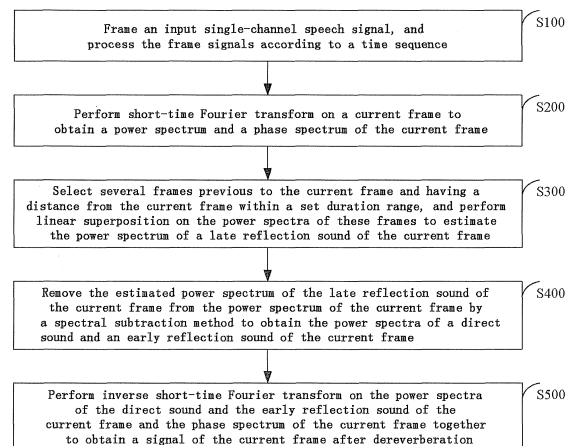 Frame an input single-channel speech signal, and
process the frame signals according to a time sequence
S100
Perform short-time Fourier transform on a current frame to
obtain a power spectrum and a phase spectrum of the current frame
S200
Select several frames previous to the current frame and having a
distance from the current frame within a set duration range, and perform
linear superposition on the power spectra of these frames to estimate
the power spectrum of a late reflection sound of the current frame
S300
Remove the estimated power spectrum of the late reflection sound of
the current frame from the power spectrum of the current frame by
a spectral subtraction method to obtain the power spectra of a direct
sound and an early reflection sound of the current frame
S400
Perform inverse short-time Fourier transform on the power spectra
of the direct sound and the early reflection sound of the
current frame and the phase spectrum of the current frame together
to obtain a signal of the current frame after dereverberation
S500